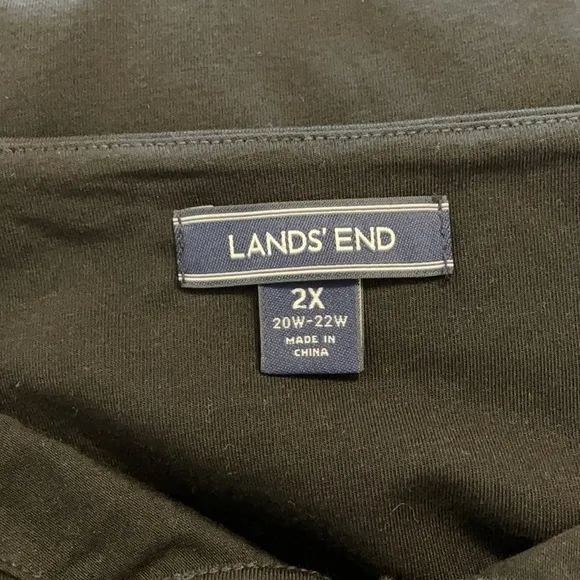 LANDS' END
2X
20W-22W
MADE IN
CHINA